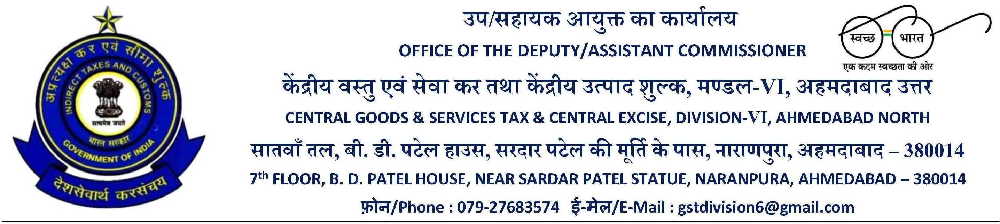 अप्रत्यक्ष कर एवं सीमा शुल्क
INDIRECT TAXES AND CUSTOMS
सत्यमेव जयते
भारत सरकार
GOVERNMENT OF INDIA
देशसेवार्थ करसंचय
उप/सहायक आयुक्त का कार्यालय
OFFICE OF THE DEPUTY/ASSISTANT COMMISSIONER
केंद्रीय वस्तु एवं सेवा कर तथा केंद्रीय उत्पाद शुल्क, मण्डल-VI, अहमदाबाद उत्तर
CENTRAL GOODS & SERVICES TAX & CENTRAL EXCISE, DIVISION-VI, AHMEDABAD NORTH
सातवाँ तल, बी. डी. पटेल हाउस, सरदार पटेल की मूर्ति के पास, नाराणपुरा, अहमदाबाद – 380014
7th FLOOR, B. D. PATEL HOUSE, NEAR SARDAR PATEL STATUE, NARANPURA, AHMEDABAD – 380014
फ़ोन/Phone : 079-27683574 ई-मेल/E-Mail : gstdivision6@gmail.com
स्वच्छ भारत
एक कदम स्वच्छता की ओर